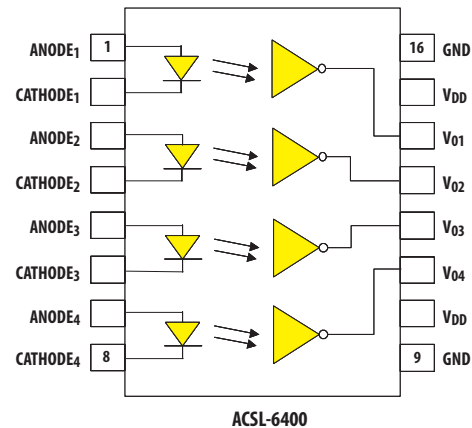 ANODE1 1 16 GND
CATHODE1 VDD
ANODE2 V01
CATHODE2 V02
ANODE3 V03
CATHODE3 V04
ANODE4 VDD
CATHODE4 8 9 GND
ACSL-6400